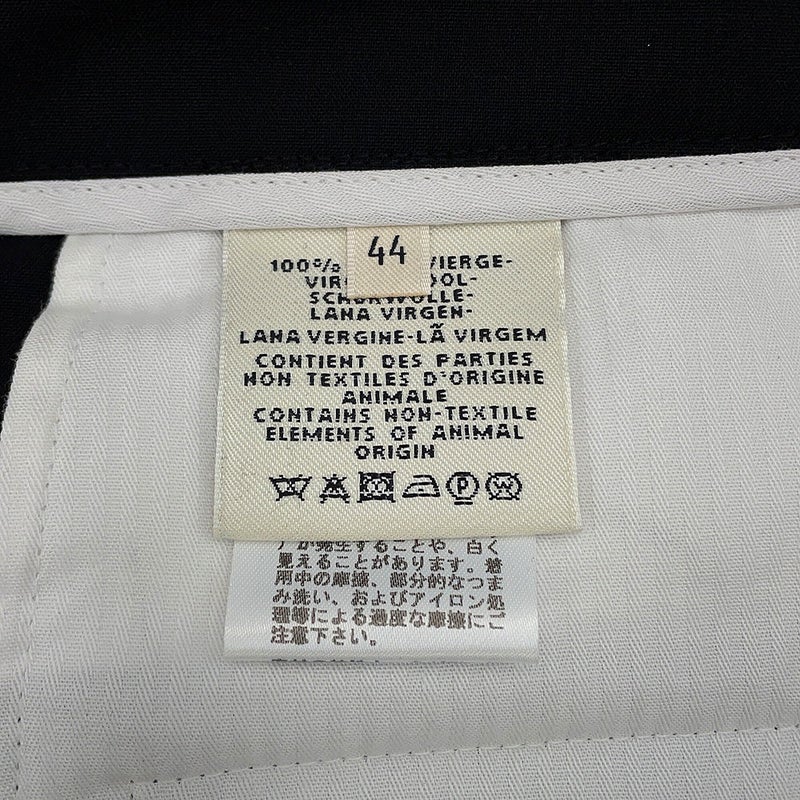 44
100% VIERGE-
VIR OOL-
SCHURWOLLE-
LANA VIRGEN-
LANA VERGINE-LÃ VIRGEM
CONTIENT DES PARTIES
NON TEXTILES D'ORIGINE
ANIMALE
CONTAINS NON-TEXTILE
ELEMENTS OF ANIMAL
ORIGIN
P W
が発生することや、白く
見えることがあります。着
用中の摩擦、部分的なつま
み洗い、およびアイロン処
理等による過度な摩擦にご
注意下さい。